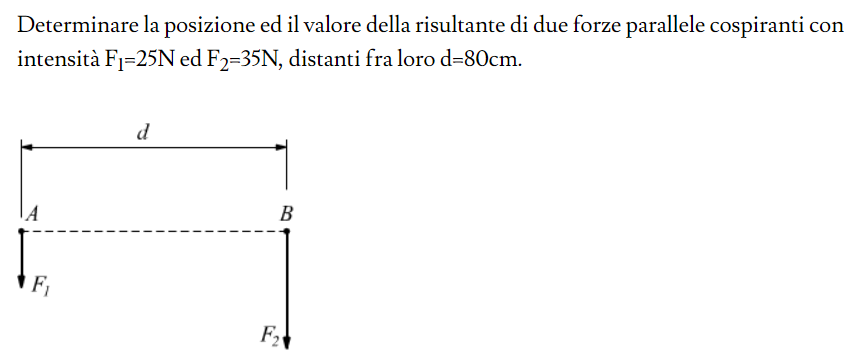 Determinare la posizione ed il valore della risultante di due forze parallele cospiranti con
intensità F₁=25N ed F₂=35N, distanti fra loro d=80cm.
d
A
B
F₁
F₂